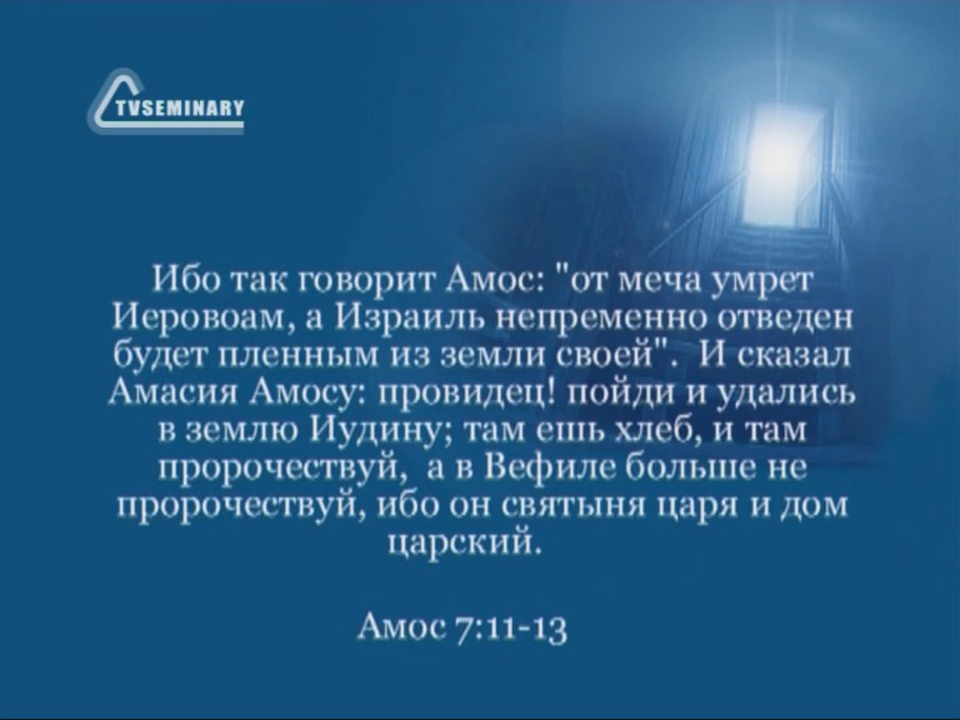 TVSEMINARY
Ибо так говорит Амос: "от меча умрет
Иеровоам, а Израиль непременно отведен
будет пленным из земли своей".  И сказал
Амасия Амосу: провидец! пойди и удались
в землю Иудину; там ешь хлеб, и там
пророчествуй,  а в Вефиле больше не
пророчествуй, ибо он святыня царя и дом
царский.
Амос 7:11-13